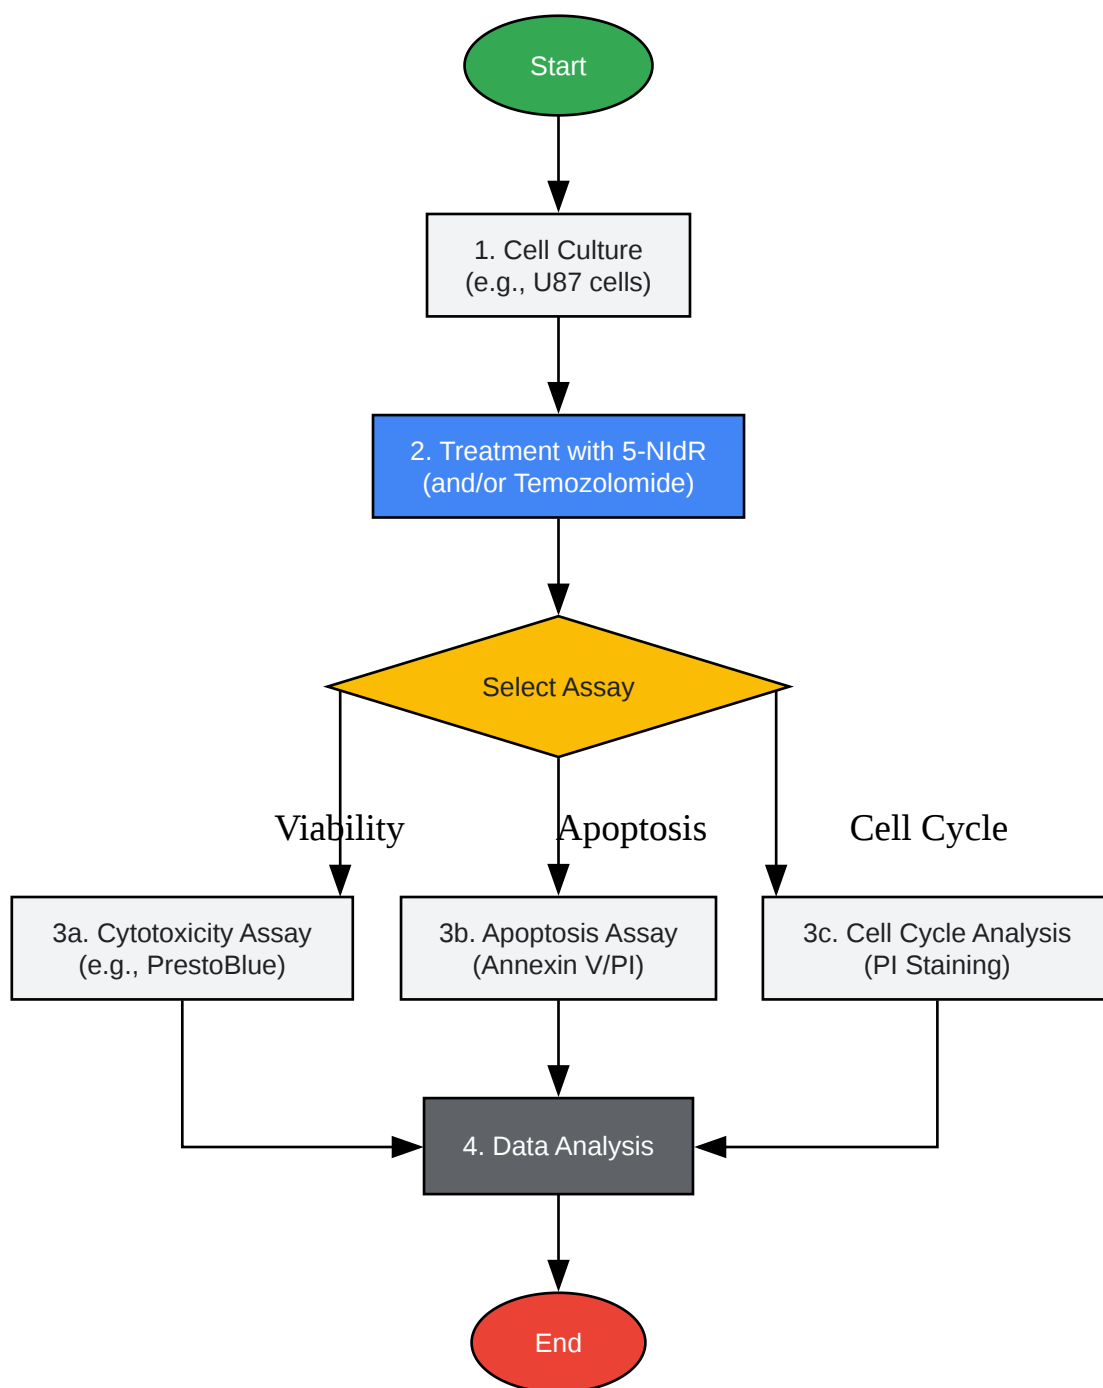 Start
1. Cell Culture
(e.g., U87 cells)
2. Treatment with 5-NIdR
(and/or Temozolomide)
Select Assay
Viability
Apoptosis
Cell Cycle
3a. Cytotoxicity Assay
(e.g., PrestoBlue)
3b. Apoptosis Assay
(Annexin V/PI)
3c. Cell Cycle Analysis
(PI Staining)
4. Data Analysis
End